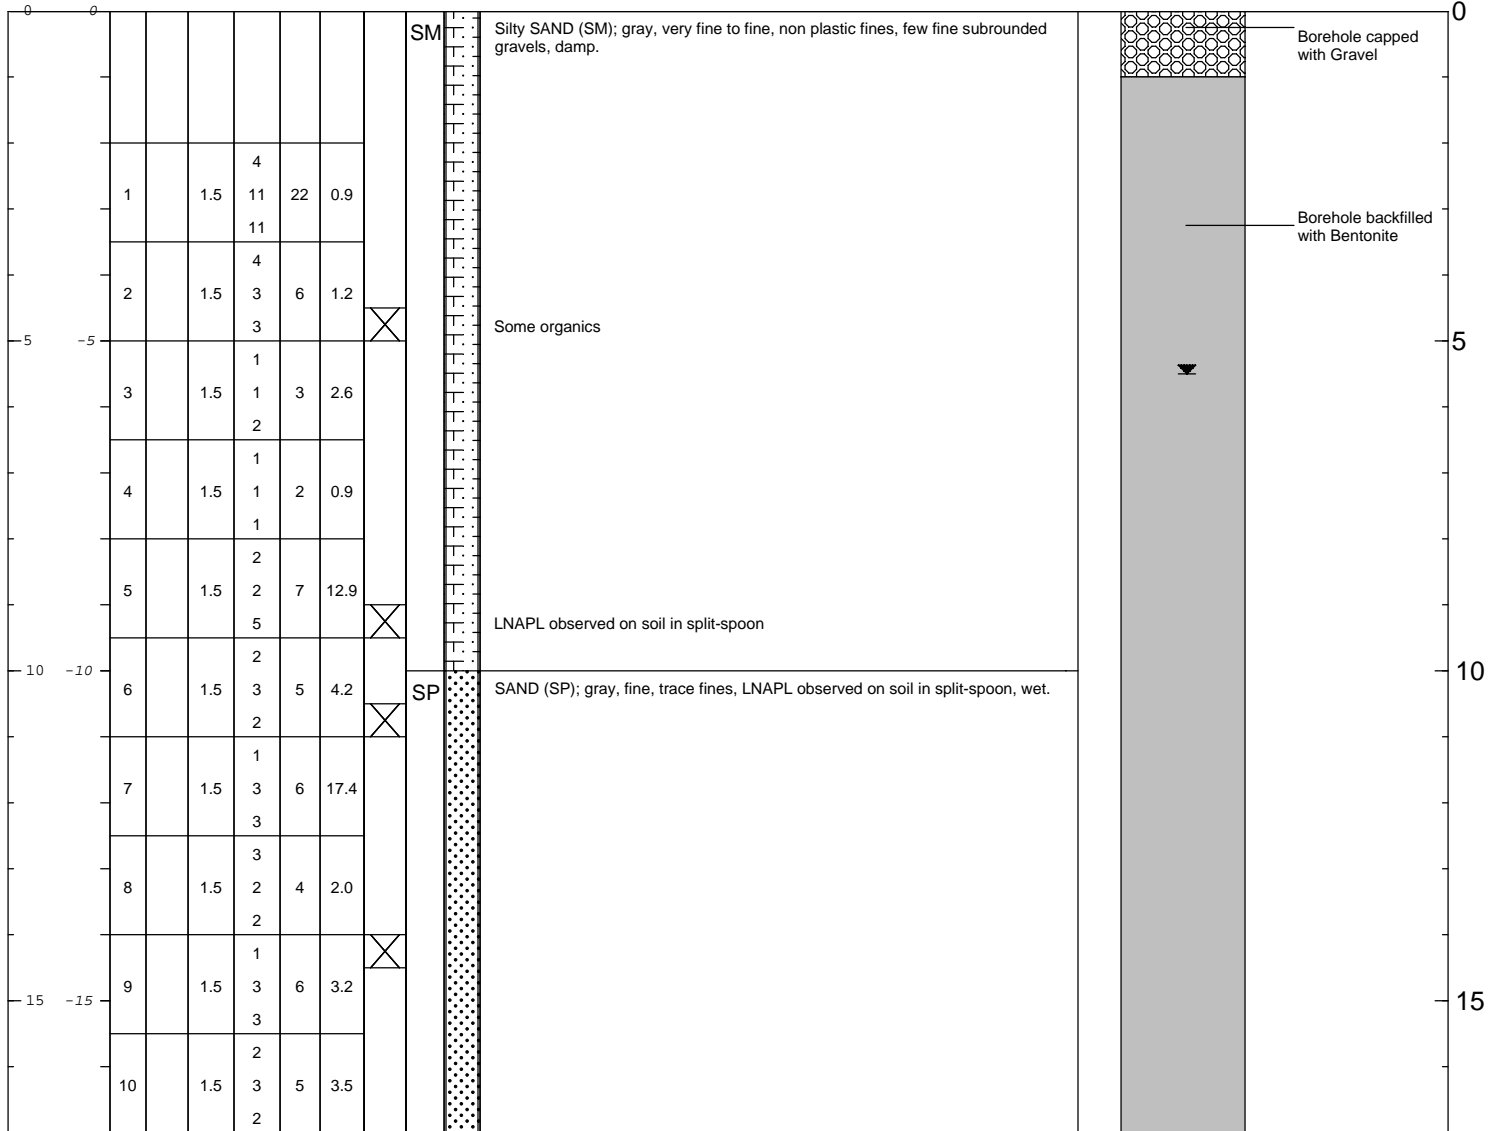 0 0 SM Silty SAND (SM); gray, very fine to fine, non plastic fines, few fine subrounded 0
gravels, damp.
Borehole capped
with Gravel
4
1 1.5 11 22 0.9
11
Borehole backfilled
with Bentonite
4
2 1.5 3 6 1.2
3 Some organics
5 -5 5
1
3 1.5 1 3 2.6
2
1
4 1.5 1 2 0.9
1
2
5 1.5 2 7 12.9
5 LNAPL observed on soil in split-spoon
2
10 -10 10
6 1.5 3 5 4.2 SP SAND (SP); gray, fine, trace fines, LNAPL observed on soil in split-spoon, wet.
2
1
7 1.5 3 6 17.4
3
3
8 1.5 2 4 2.0
2
1
9 1.5 3 6 3.2
15 -15 15
3
2
10 1.5 3 5 3.5
2